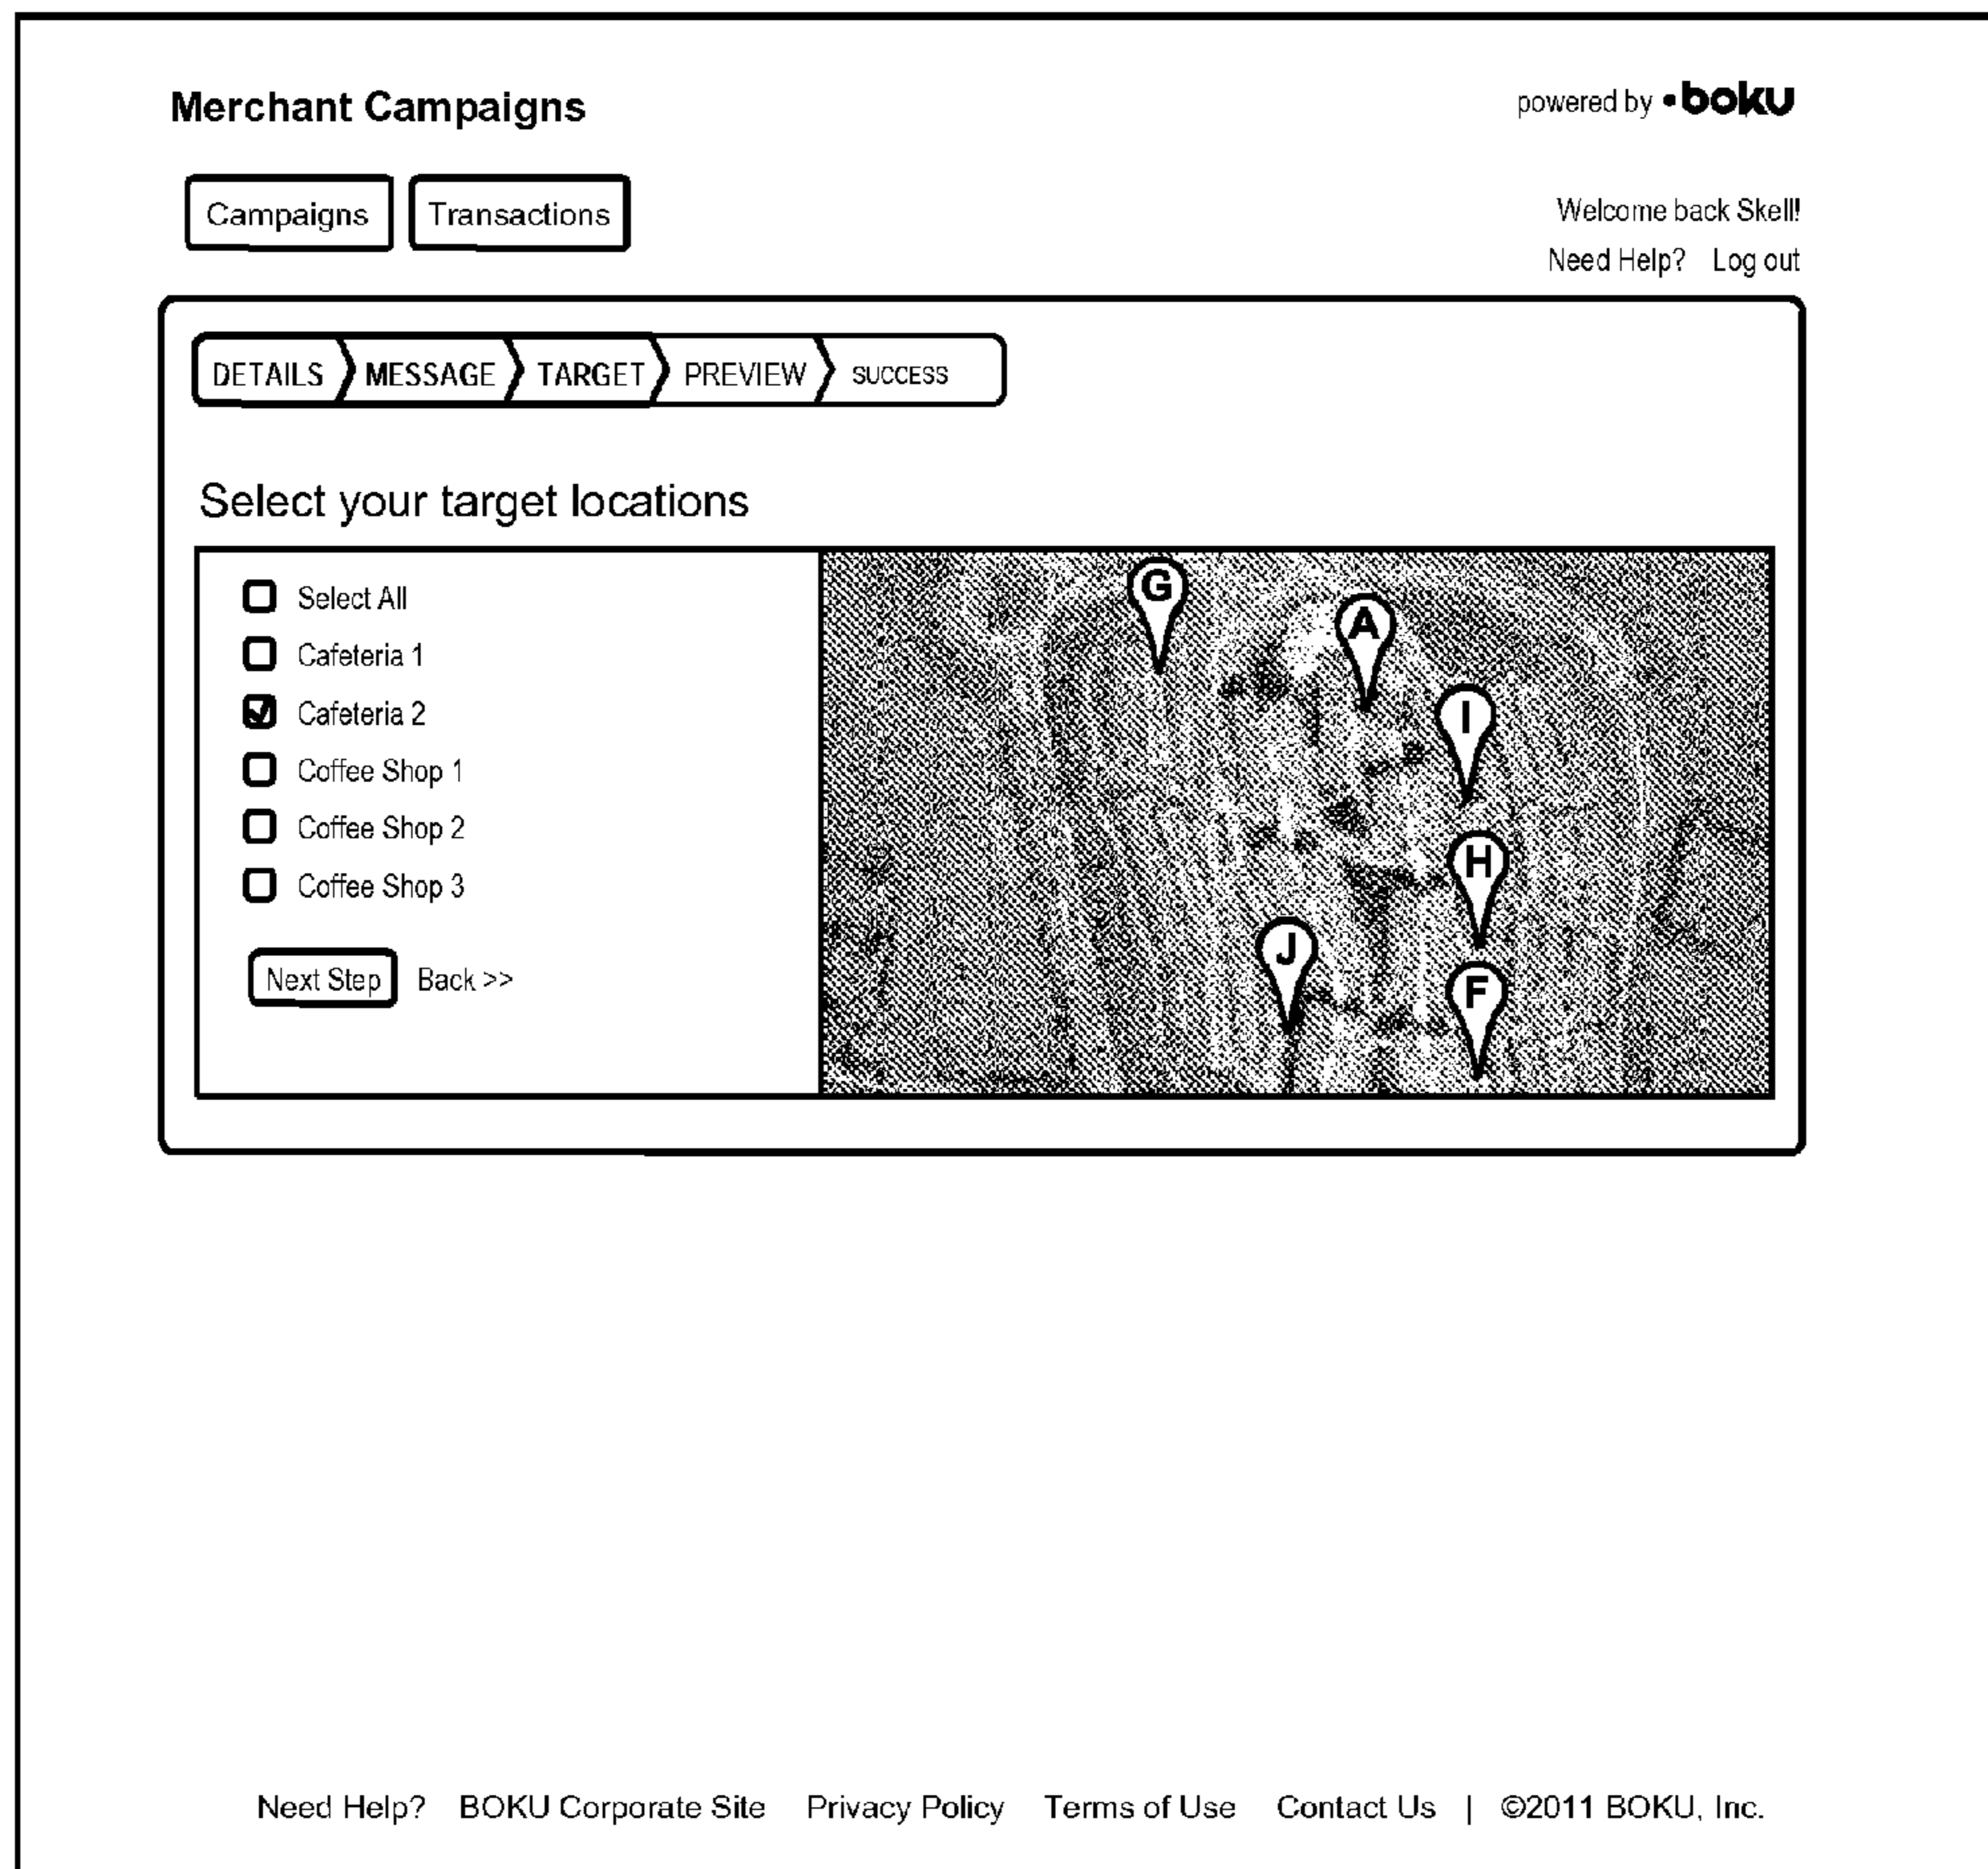 Merchant Campaigns
powered by •boku
Campaigns Transactions
Welcome back Skell!
Need Help? Log out
DETAILS MESSAGE TARGET PREVIEW SUCCESS
Select your target locations
Select All
Cafeteria 1
Cafeteria 2
Coffee Shop 1
Coffee Shop 2
Coffee Shop 3
Next Step Back >>
G
A
I
H
J
F
Need Help? BOKU Corporate Site Privacy Policy Terms of Use Contact Us | ©2011 BOKU, Inc.